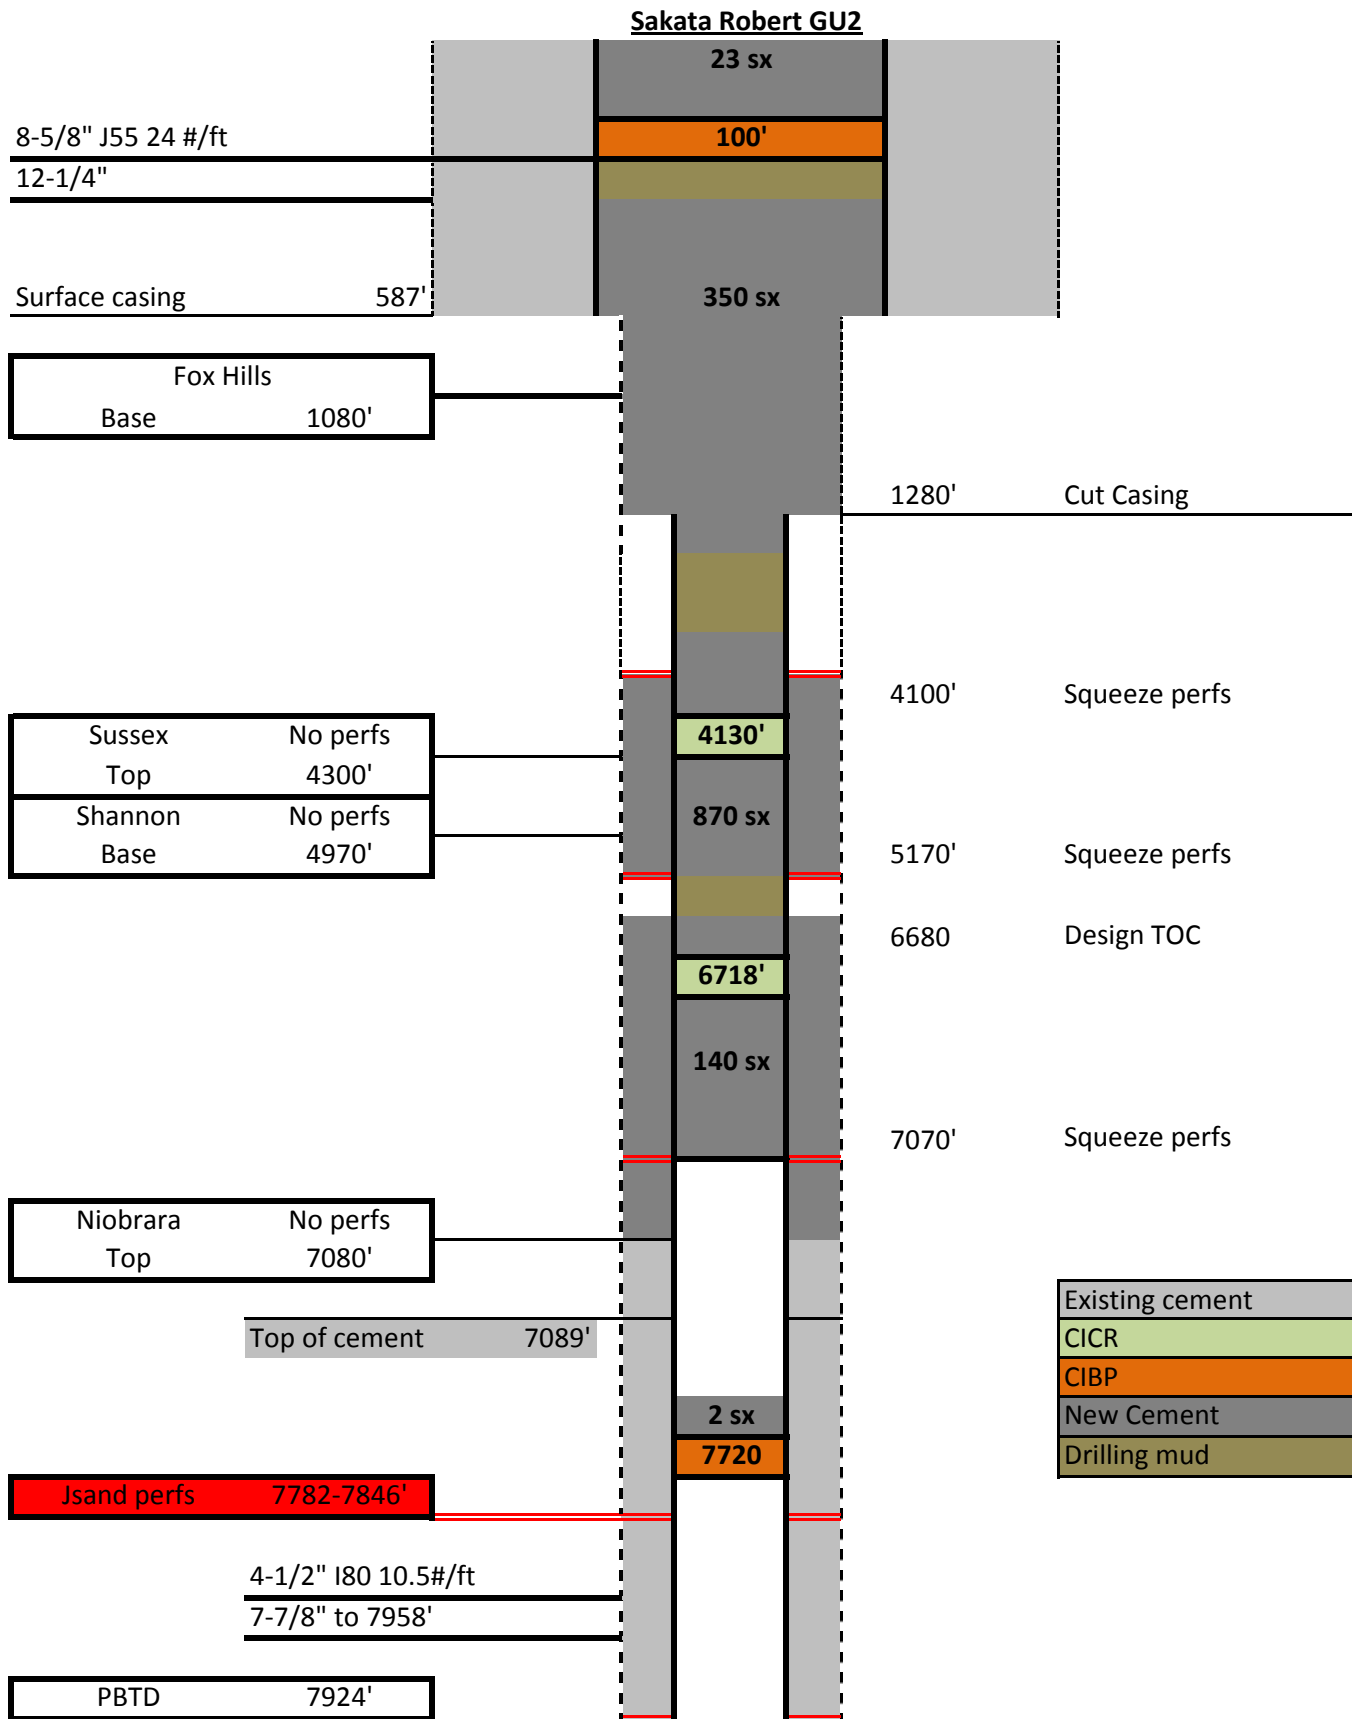 Sakata Robert GU2
23 sx
8-5/8" J55 24 #/ft
100'
12-1/4"
Surface casing 587'
350 sx
Fox Hills
Base 1080'
1280' Cut Casing
4100' Squeeze perfs
Sussex No perfs
4130'
Top 4300'
Shannon No perfs
870 sx
Base 4970'
5170' Squeeze perfs
6680 Design TOC
6718'
140 sx
7070' Squeeze perfs
Niobrara No perfs
Top 7080'
Existing cement
Top of cement 7089'
CICR
CIBP
2 sx
New Cement
7720
Drilling mud
Jsand perfs 7782-7846'
4-1/2" I80 10.5#/ft
7-7/8" to 7958'
PBTD 7924'